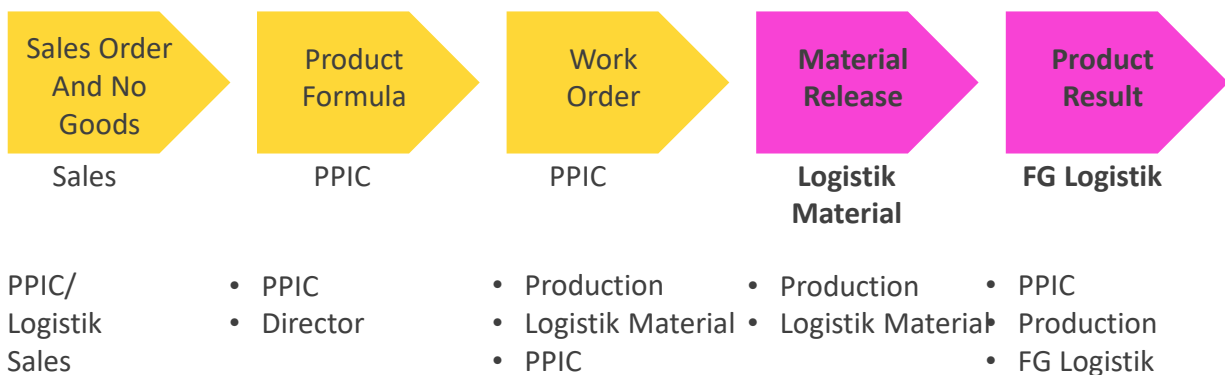 Sales Order
And No
Goods
Product
Formula
Work
Order
Material
Release
Product
Result
Sales
PPIC
PPIC
Logistik
Material
FG Logistik
PPIC/
Logistik
Sales
• PPIC
• Director
• Production
• Logistik Material
• PPIC
• Production
• Logistik Material
• PPIC
• Production
• FG Logistik